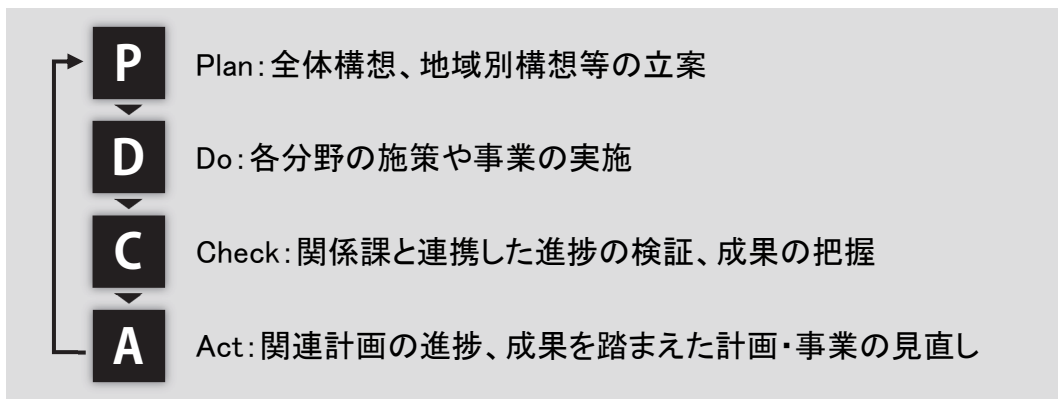 P Plan：全体構想、地域別構想等の立案
D Do：各分野の施策や事業の実施
C Check：関係課と連携した進捗の検証、成果の把握
A Act：関連計画の進捗、成果を踏まえた計画・事業の見直し